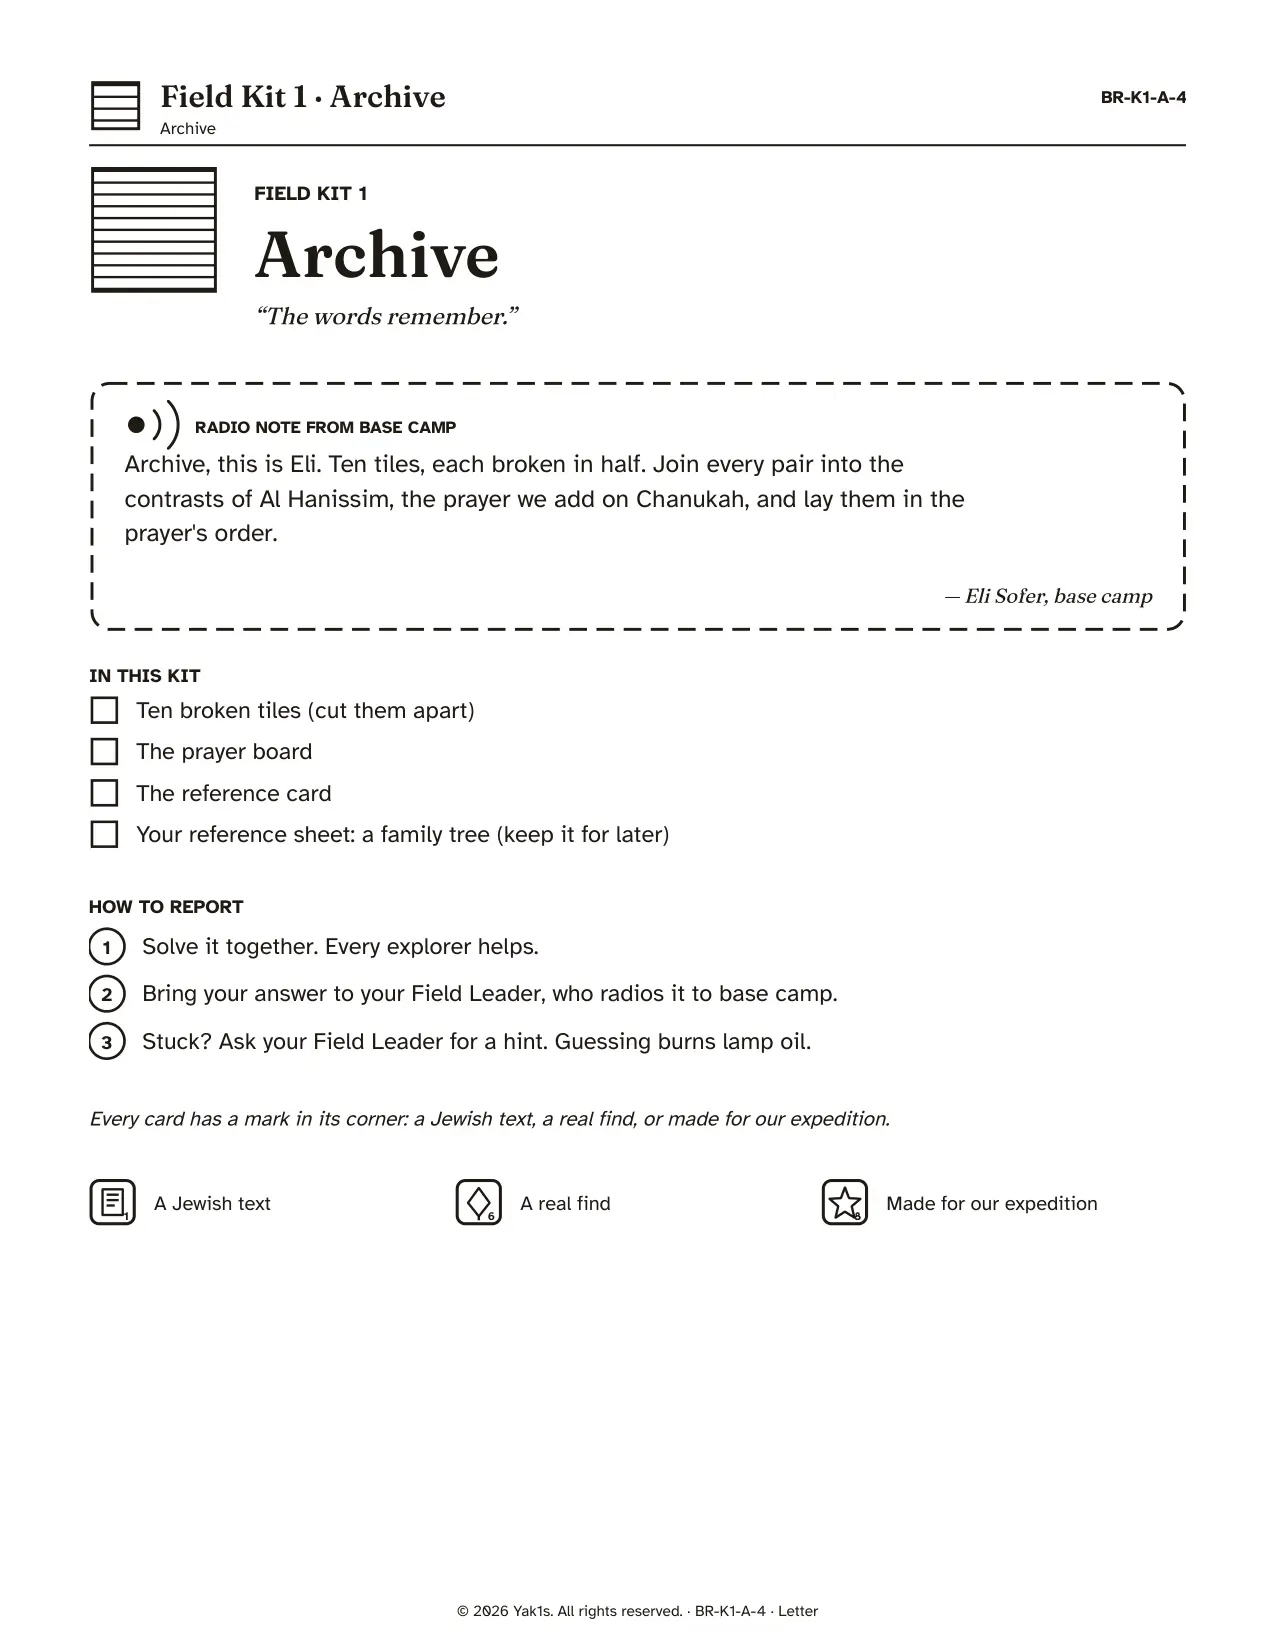 Field Kit 1 · Archive
BR-K1-A-4
Archive
FIELD KIT 1
Archive
“The words remember.”
RADIO NOTE FROM BASE CAMP
Archive, this is Eli. Ten tiles, each broken in half. Join every pair into the
contrasts of Al Hanissim, the prayer we add on Chanukah, and lay them in the
prayer's order.
— Eli Sofer, base camp
IN THIS KIT
Ten broken tiles (cut them apart)
The prayer board
The reference card
Your reference sheet: a family tree (keep it for later)
HOW TO REPORT
1 Solve it together. Every explorer helps.
2 Bring your answer to your Field Leader, who radios it to base camp.
3 Stuck? Ask your Field Leader for a hint. Guessing burns lamp oil.
Every card has a mark in its corner: a Jewish text, a real find, or made for our expedition.
1 A Jewish text
6 A real find
8 Made for our expedition
© 2026 Yak1s. All rights reserved. · BR-K1-A-4 · Letter